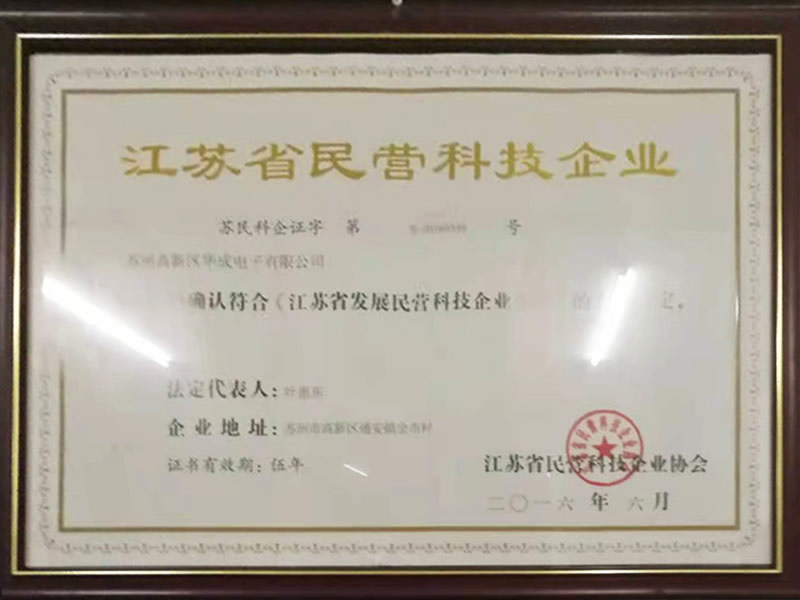 江苏省民营科技企业
苏民科企证字 第 号
苏州高新区华成电子有限公司
确认符合《江苏省发展民营科技企业 的
法定代表人：叶惠东
企业地址：苏州市高新区通安镇金市村
证书有效期：伍年
江苏省民营科技企业协会
二〇一六年六月